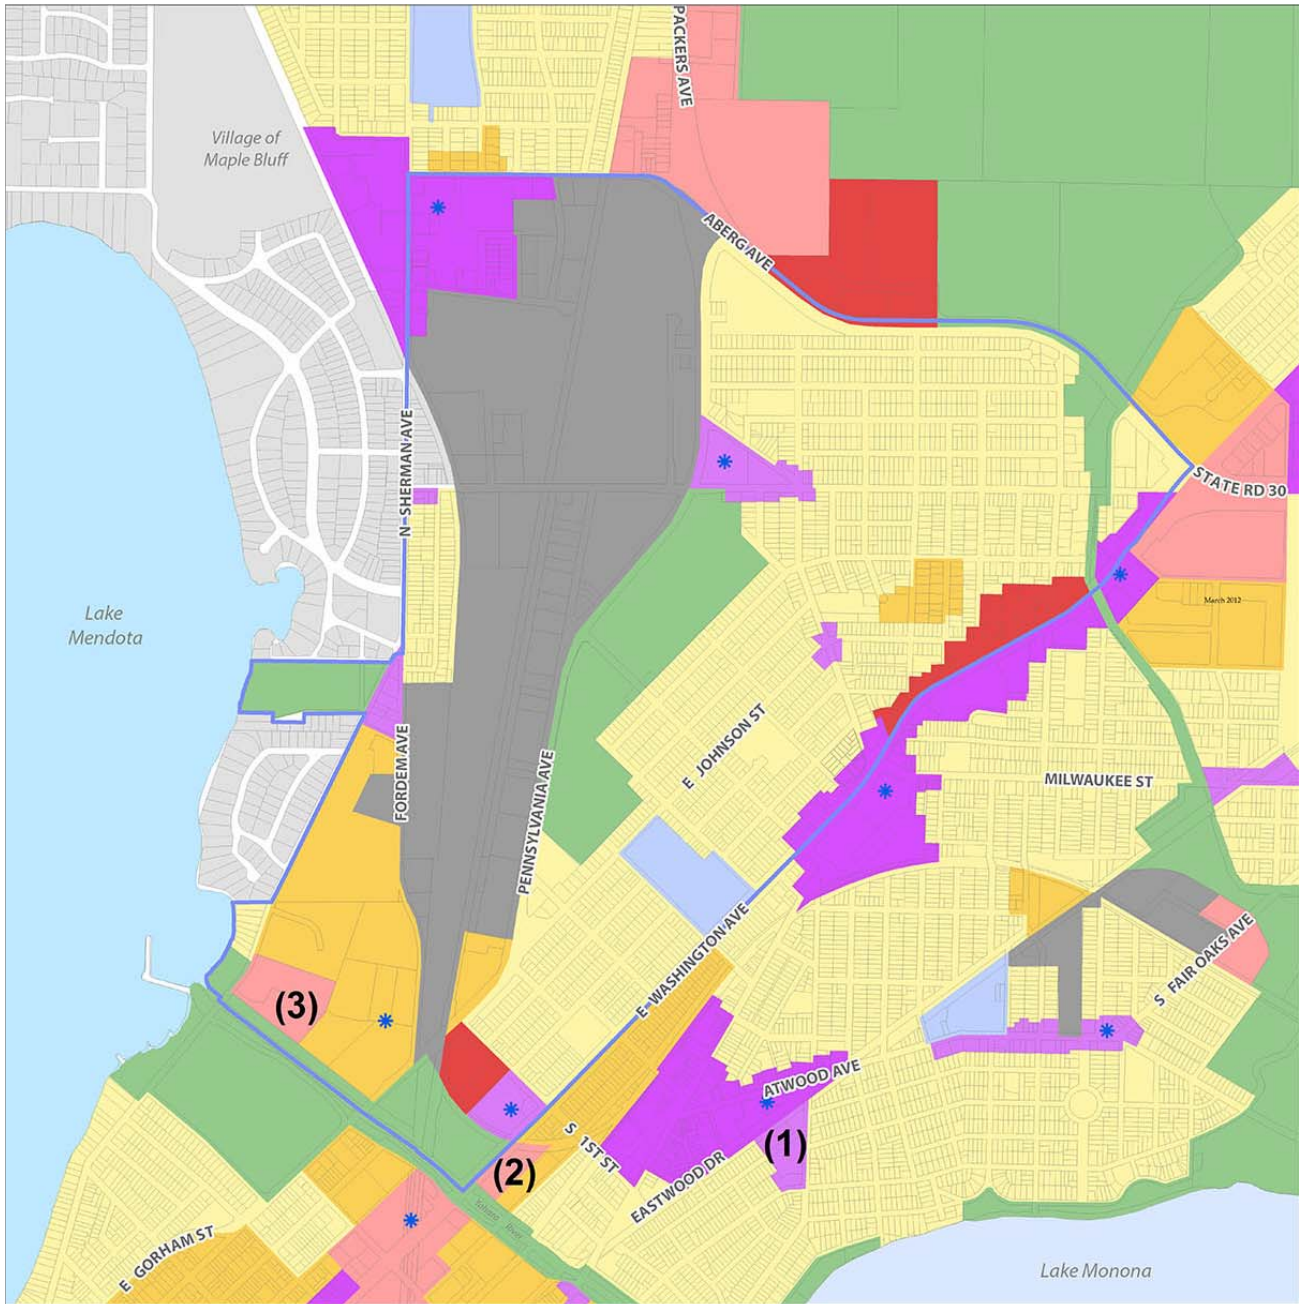 PACKERS AVE
Village of
Maple Bluff
ABERG AVE
N SHERMAN AVE
STATE RD 30
Lake
Mendota
March 2012
E JOHNSON ST
FORDEM AVE
MILWAUKEE ST
PENNSYLVANIA AVE
E WASHINGTON AVE
S FAIR OAKS AVE
(3)
ATWOOD AVE
S 1ST ST
(1)
(2)
EASTWOOD DR
Yahara
River
E GORHAM ST
Lake Monona